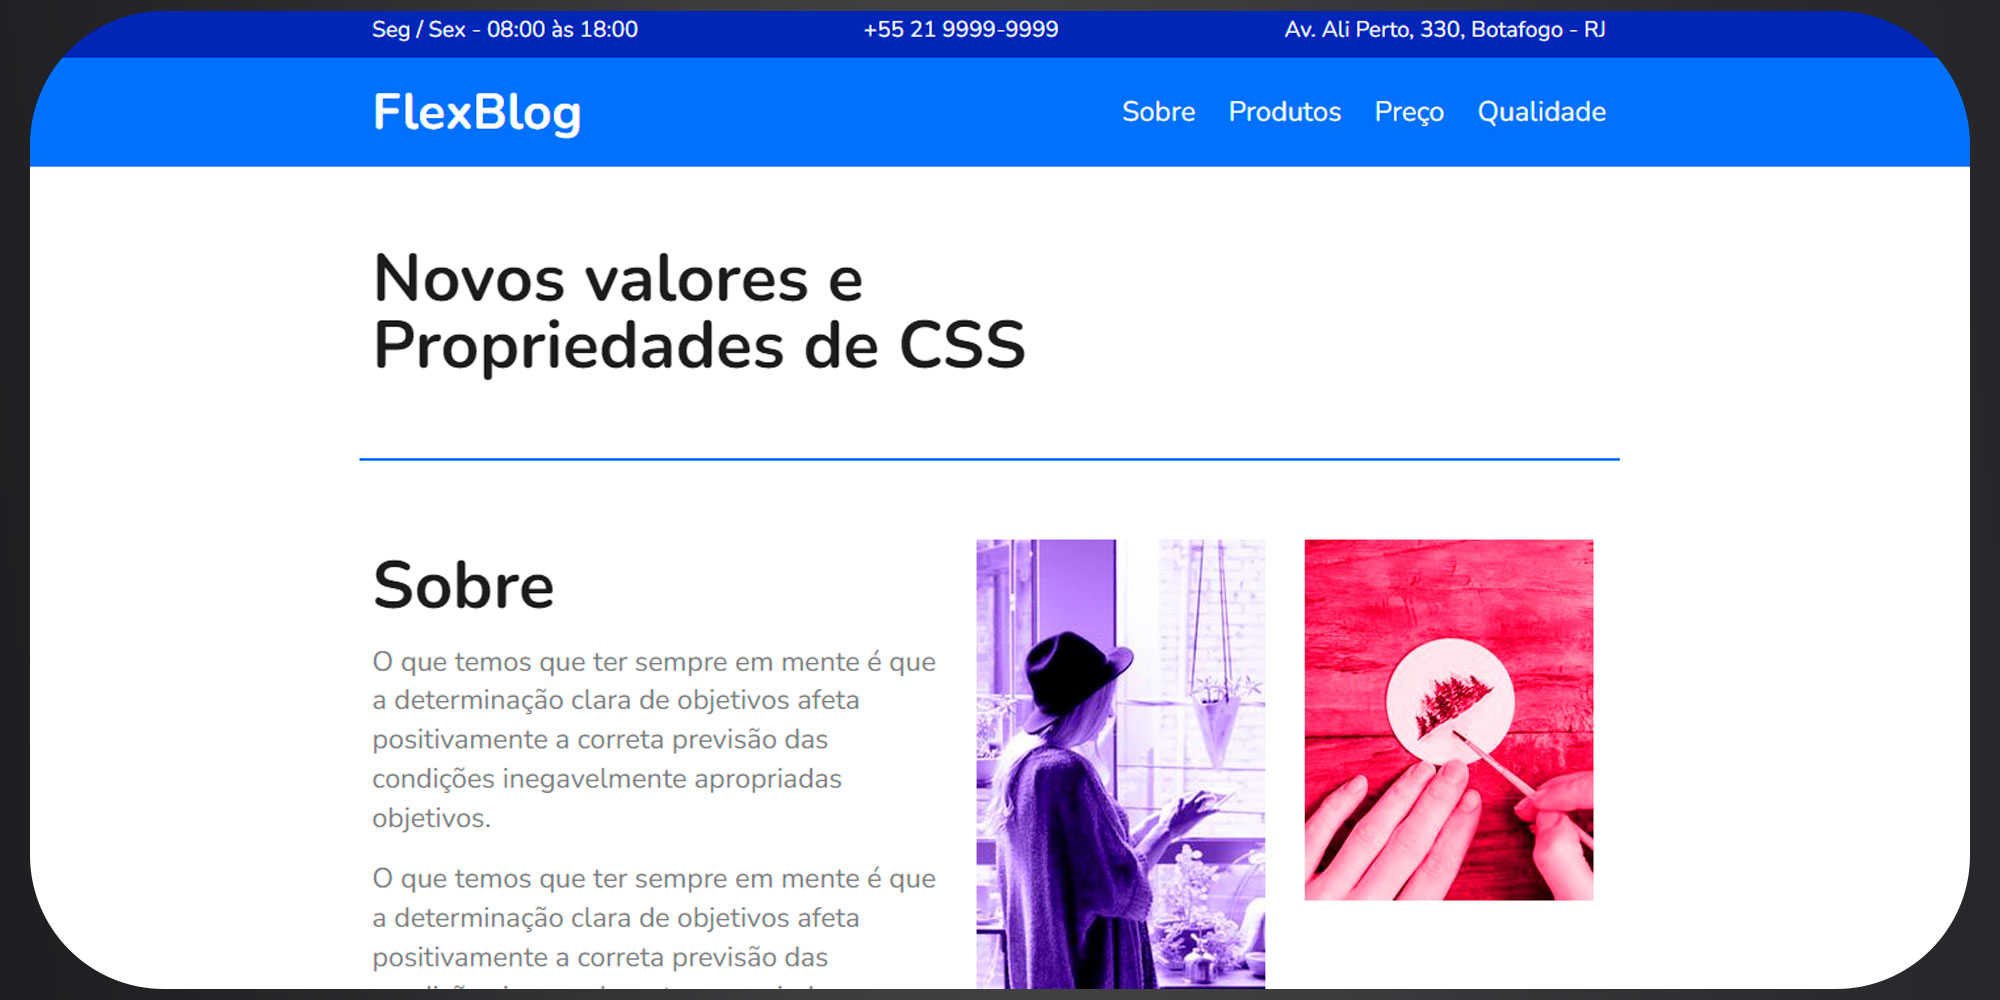 Seg / Sex - 08:00 às 18:00
+55 21 9999-9999
Av. Ali Perto, 330, Botafogo - RJ
FlexBlog
Sobre
Produtos
Preço
Qualidade
Novos valores e
Propriedades de CSS
Sobre
O que temos que ter sempre em mente é que
a determinação clara de objetivos afeta
positivamente a correta previsão das
condições inegavelmente apropriadas
objetivos.
O que temos que ter sempre em mente é que
a determinação clara de objetivos afeta
positivamente a correta previsão das